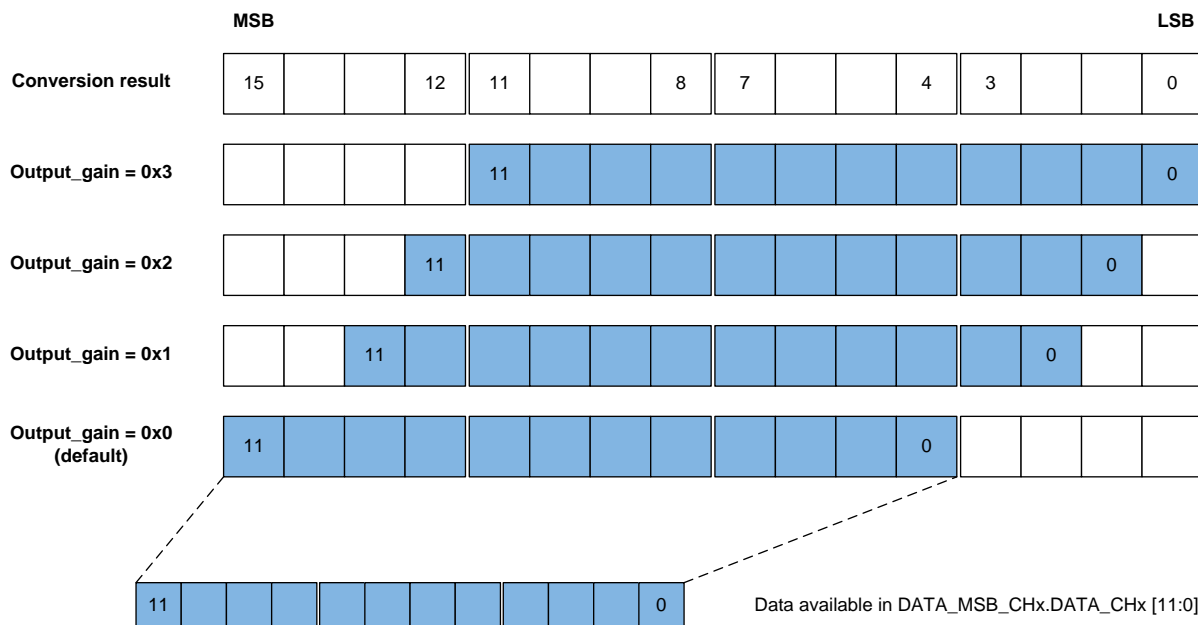 MSB LSB
Conversion result 15 12 11 8 7 4 3 0
Output_gain = 0x3 11 0
Output_gain = 0x2 11 0
Output_gain = 0x1 11 0
Output_gain = 0x0
(default) 11 0
11 0 Data available in DATA_MSB_CHx.DATA_CHx [11:0]